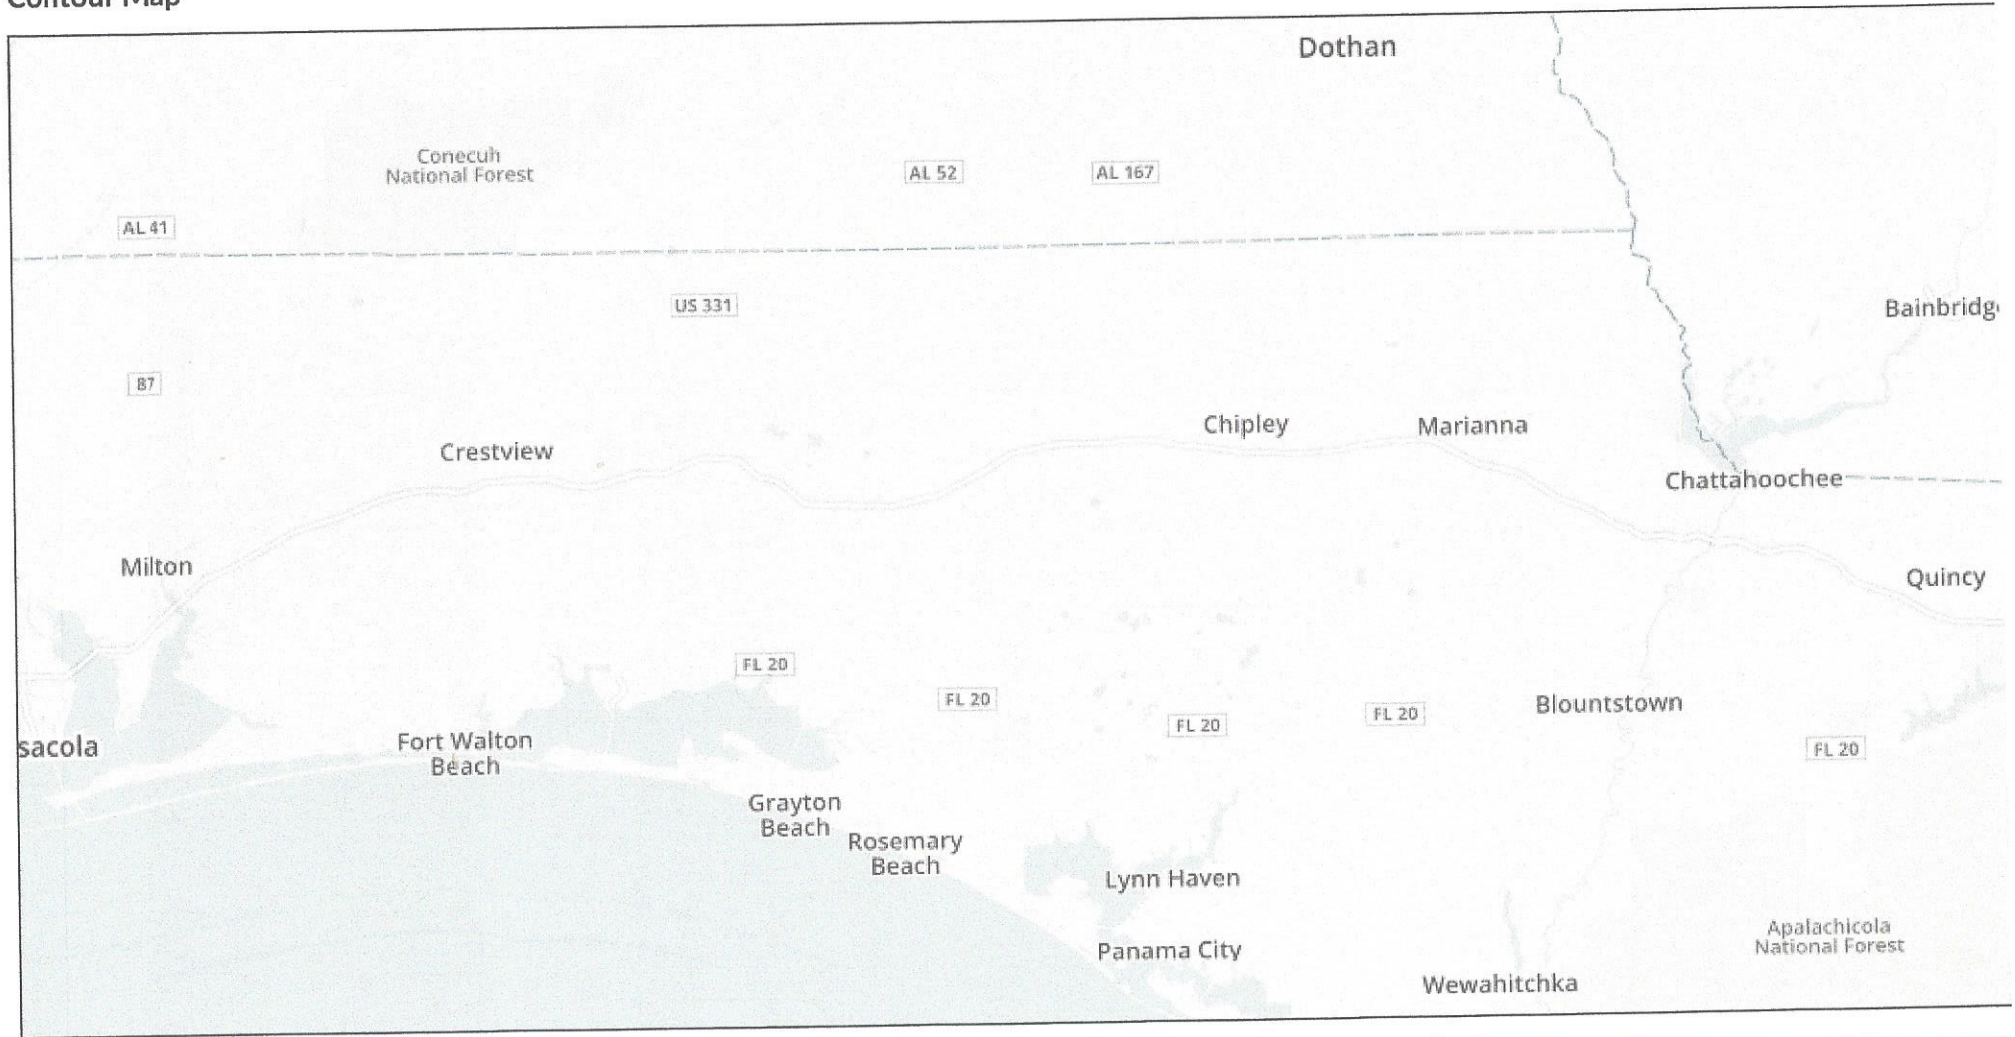 Contour Map
Dothan
Conecuh
National Forest
AL 52
AL 167
AL 41
US 331
Bainbridg
87
Chipley
Marianna
Crestview
Chattahoochee
Milton
Quincy
FL 20
FL 20
Blountstown
FL 20
FL 20
sacola
Fort Walton
Beach
FL 20
Grayton
Beach
Rosemary
Beach
Lynn Haven
Apalachicola
National Forest
Panama City
Wewahitchka